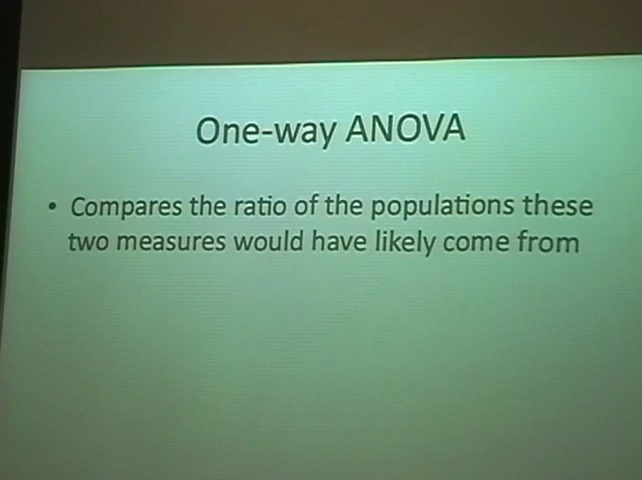 One-way ANOVA
• Compares the ratio of the populations these
two measures would have likely come from